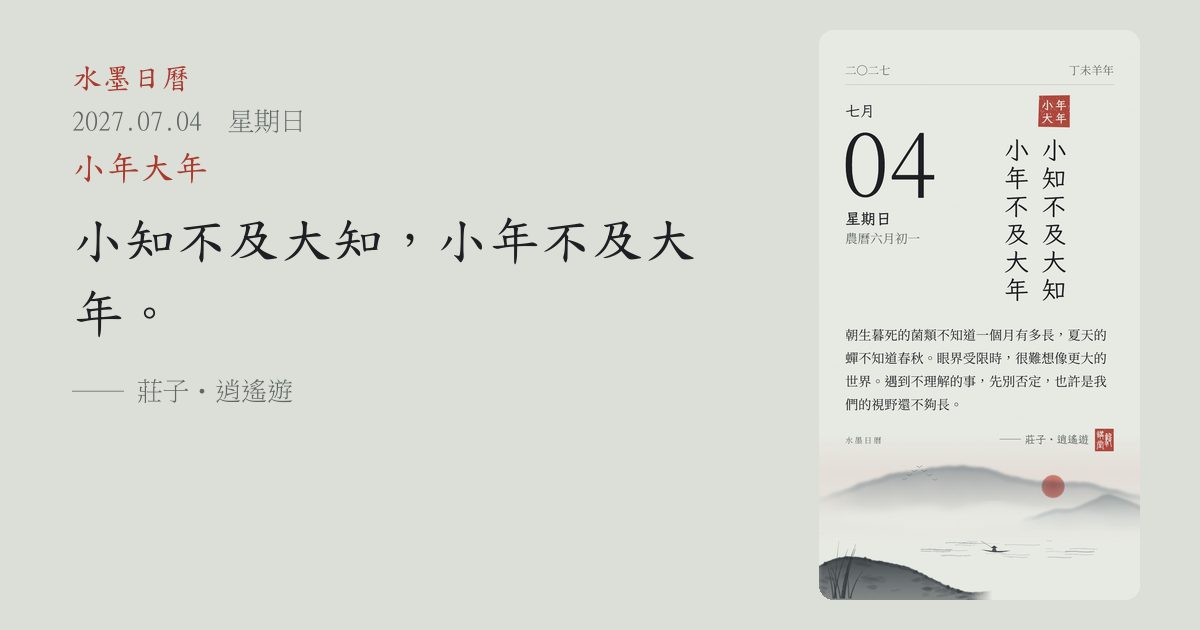 水墨日曆
2027.07.04 星期日
小年大年
小知不及大知，小年不及大
年。
—— 莊子・逍遙遊
二〇二七
丁未羊年
七月
04
星期日
農曆六月初一
小年
大年
小知不及大知
小年不及大年
朝生暮死的菌類不知道一個月有多長，夏天的
蟬不知道春秋。眼界受限時，很難想像更大的
世界。遇到不理解的事，先別否定，也許是我
們的視野還不夠長。
水墨日曆
—— 莊子・逍遙遊